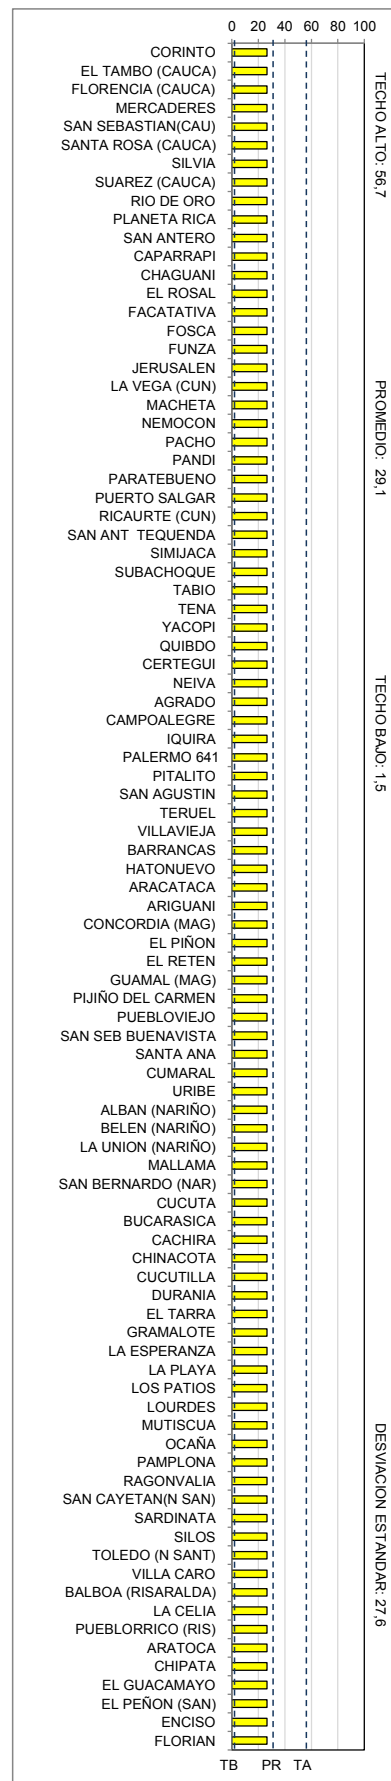 0 20 40 60 80 100
CORINTO
EL TAMBO (CAUCA)
FLORENCIA (CAUCA)
MERCADERES
SAN SEBASTIAN(CAU)
SANTA ROSA (CAUCA)
SILVIA
SUAREZ (CAUCA)
RIO DE ORO
PLANETA RICA
SAN ANTERO
CAPARRAPI
CHAGUANI
EL ROSAL
FACATATIVA
FOSCA
FUNZA
JERUSALEN
LA VEGA (CUN)
MACHETA
NEMOCON
PACHO
PANDI
PARATEBUENO
PUERTO SALGAR
RICAURTE (CUN)
SAN ANT  TEQUENDA
SIMIJACA
SUBACHOQUE
TABIO
TENA
YACOPI
QUIBDO
CERTEGUI
NEIVA
AGRADO
CAMPOALEGRE
IQUIRA
PALERMO 641
PITALITO
SAN AGUSTIN
TERUEL
VILLAVIEJA
BARRANCAS
HATONUEVO
ARACATACA
ARIGUANI
CONCORDIA (MAG)
EL PIÑON
EL RETEN
GUAMAL (MAG)
PIJIÑO DEL CARMEN
PUEBLOVIEJO
SAN SEB BUENAVISTA
SANTA ANA
CUMARAL
URIBE
ALBAN (NARIÑO)
BELEN (NARIÑO)
LA UNION (NARIÑO)
MALLAMA
SAN BERNARDO (NAR)
CUCUTA
BUCARASICA
CACHIRA
CHINACOTA
CUCUTILLA
DURANIA
EL TARRA
GRAMALOTE
LA ESPERANZA
LA PLAYA
LOS PATIOS
LOURDES
MUTISCUA
OCAÑA
PAMPLONA
RAGONVALIA
SAN CAYETAN(N SAN)
SARDINATA
SILOS
TOLEDO (N SANT)
VILLA CARO
BALBOA (RISARALDA)
LA CELIA
PUEBLORRICO (RIS)
ARATOCA
CHIPATA
EL GUACAMAYO
EL PEÑON (SAN)
ENCISO
FLORIAN
TB PR TA
TECHO ALTO: 56,7
PROMEDIO:  29,1
TECHO BAJO: 1,5
DESVIACION ESTANDAR: 27,6